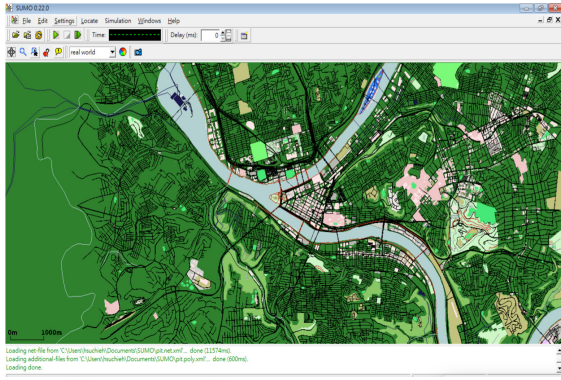 SUMO 0.22.0
File Edit Settings Locate Simulation Windows Help
Time: Delay (ms): 0
real world
0m 1000m
Loading net-file from 'C:\Users\hsuchieh\Documents\SUMO\pit.net.xml'... done (11574ms).
Loading additional-files from 'C:\Users\hsuchieh\Documents\SUMO\pit.poly.xml'... done (600ms).
Loading done.